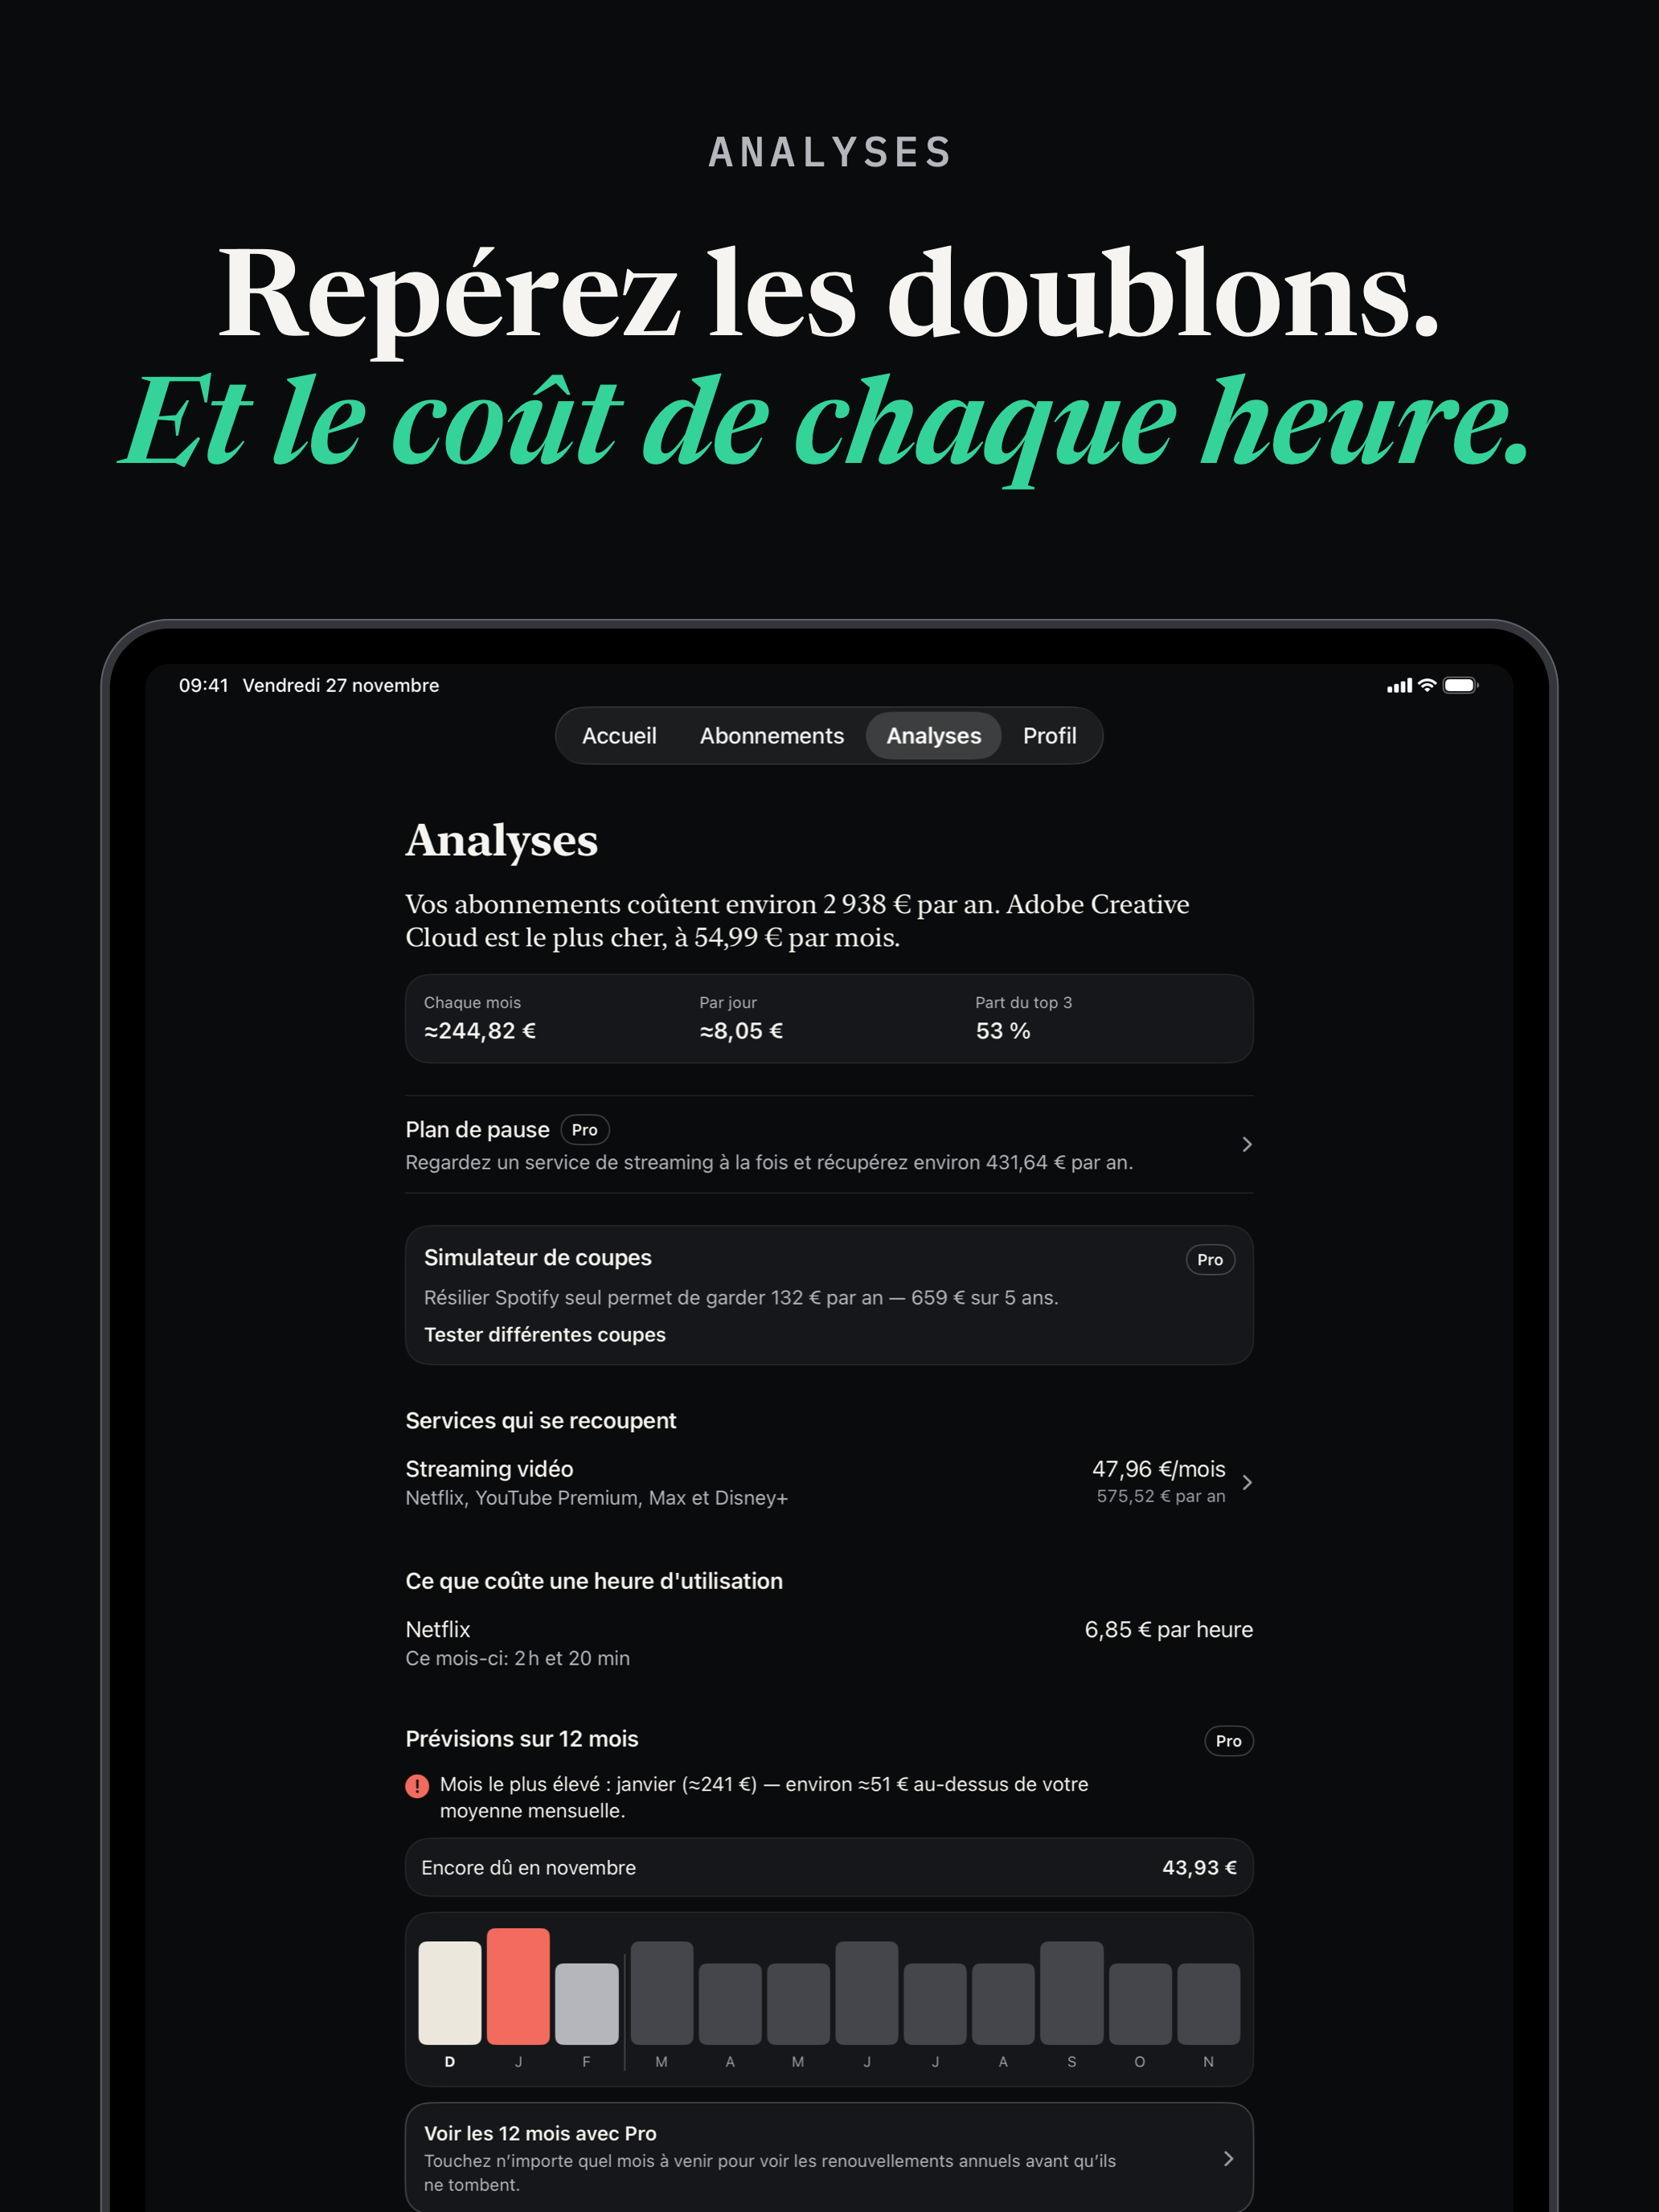 ANALYSES
Repérez les doublons.
Et le coût de chaque heure.
09:41 Vendredi 27 novembre
Accueil Abonnements Analyses Profil
Analyses
Vos abonnements coûtent environ 2 938 € par an. Adobe Creative
Cloud est le plus cher, à 54,99 € par mois.
Chaque mois Par jour Part du top 3
≈244,82 € ≈8,05 € 53 %
Plan de pause Pro
Regardez un service de streaming à la fois et récupérez environ 431,64 € par an.
Simulateur de coupes Pro
Résilier Spotify seul permet de garder 132 € par an — 659 € sur 5 ans.
Tester différentes coupes
Services qui se recoupent
Streaming vidéo 47,96 €/mois
Netflix, YouTube Premium, Max et Disney+ 575,52 € par an
Ce que coûte une heure d'utilisation
Netflix 6,85 € par heure
Ce mois-ci: 2 h et 20 min
Prévisions sur 12 mois Pro
Mois le plus élevé : janvier (≈241 €) — environ ≈51 € au-dessus de votre
moyenne mensuelle.
Encore dû en novembre 43,93 €
D J F M A M J J A S O N
Voir les 12 mois avec Pro
Touchez n’importe quel mois à venir pour voir les renouvellements annuels avant qu’ils
ne tombent.